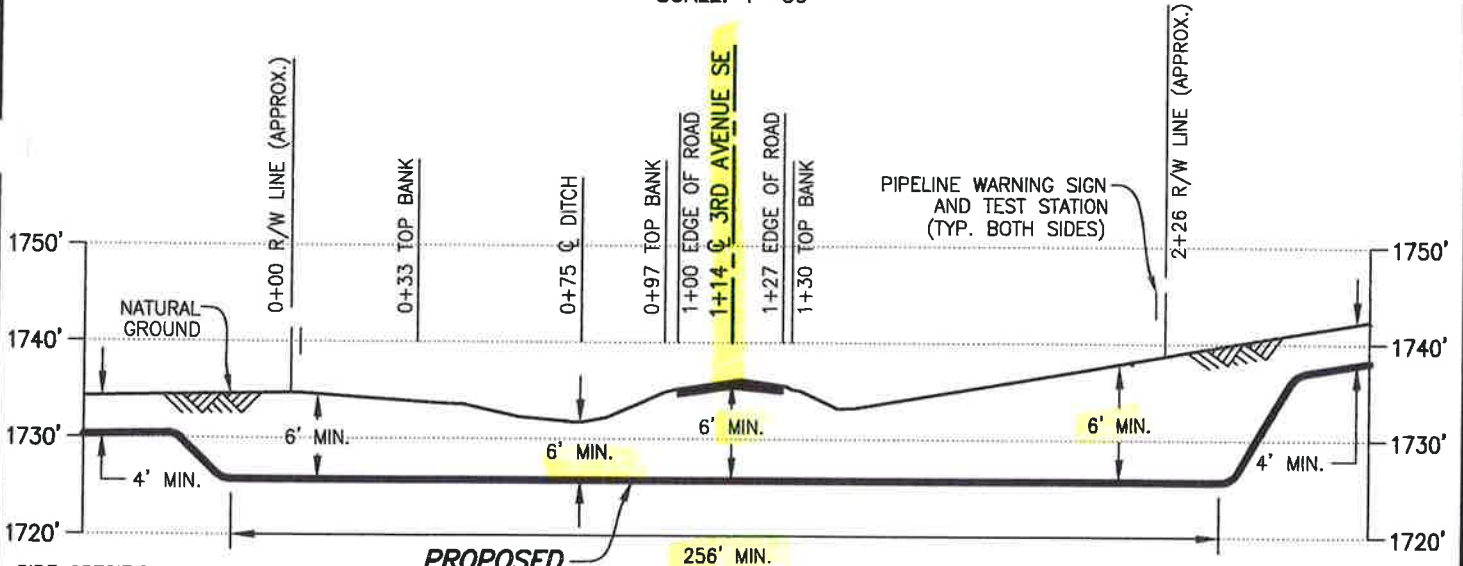 0+00 R/W LINE (APPROX.)
0+33 TOP BANK
0+75 ℄ DITCH
0+97 TOP BANK
1+00 EDGE OF ROAD
1+14 ℄ 3RD AVENUE SE
1+27 EDGE OF ROAD
1+30 TOP BANK
2+26 R/W LINE (APPROX.)
PIPELINE WARNING SIGN
AND TEST STATION
(TYP. BOTH SIDES)
1750'
1750'
NATURAL
GROUND
1740'
1740'
1730'
6' MIN.
6' MIN.
6' MIN.
6' MIN.
1730'
4' MIN.
4' MIN.
1720'
1720'
PROPOSED
256' MIN.